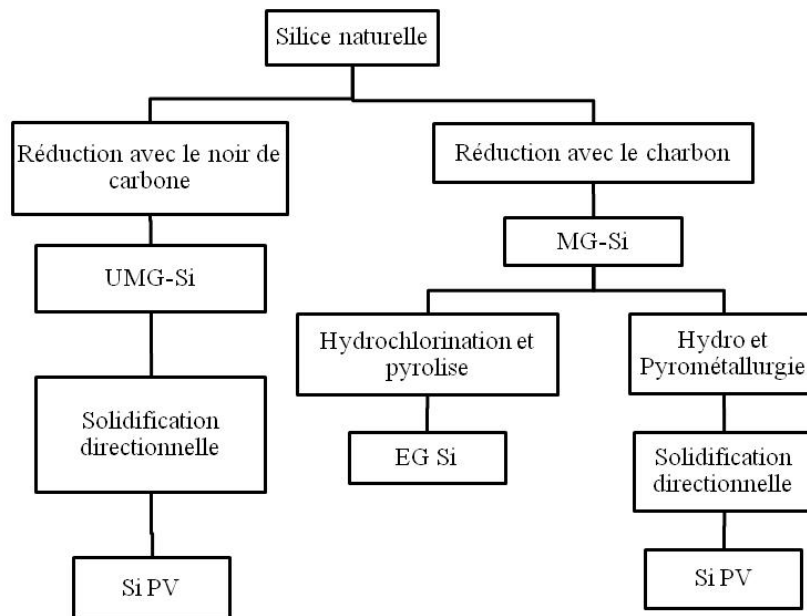 Silice naturelle
Réduction avec le noir de
carbone
Réduction avec le charbon
UMG-Si
MG-Si
Hydrochlorination et
pyrolise
Hydro et
Pyrométallurgie
Solidification
directionnelle
EG Si
Solidification
directionnelle
Si PV
Si PV